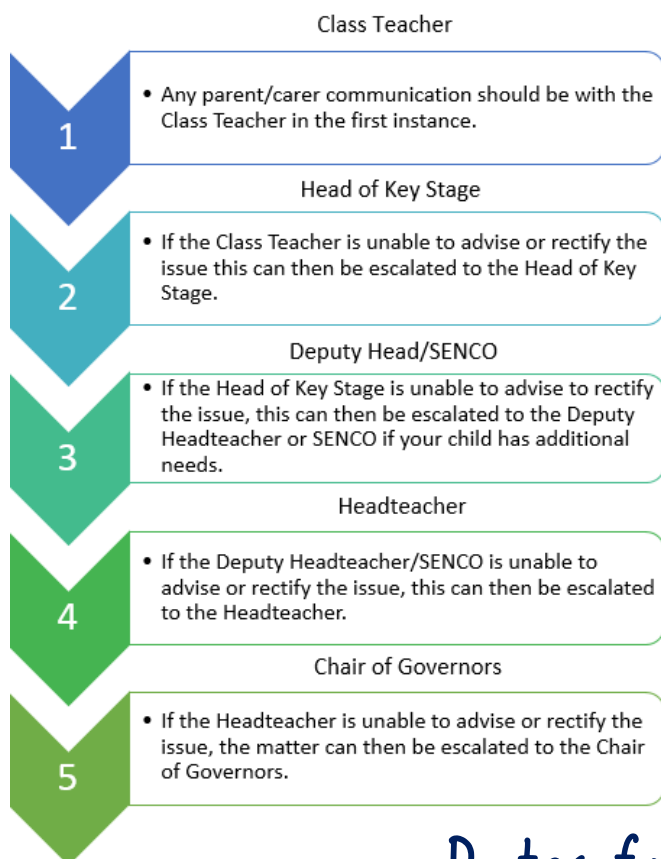 Class Teacher
1
• Any parent/carer communication should be with the
Class Teacher in the first instance.
Head of Key Stage
2
• If the Class Teacher is unable to advise or rectify the
issue this can then be escalated to the Head of Key
Stage.
Deputy Head/SENCO
3
• If the Head of Key Stage is unable to advise to rectify
the issue, this can then be escalated to the Deputy
Headteacher or SENCO if your child has additional
needs.
Headteacher
4
• If the Deputy Headteacher/SENCO is unable to
advise or rectify the issue, this can then be escalated
to the Headteacher.
Chair of Governors
5
• If the Headteacher is unable to advise or rectify the
issue, the matter can then be escalated to the Chair
of Governors.